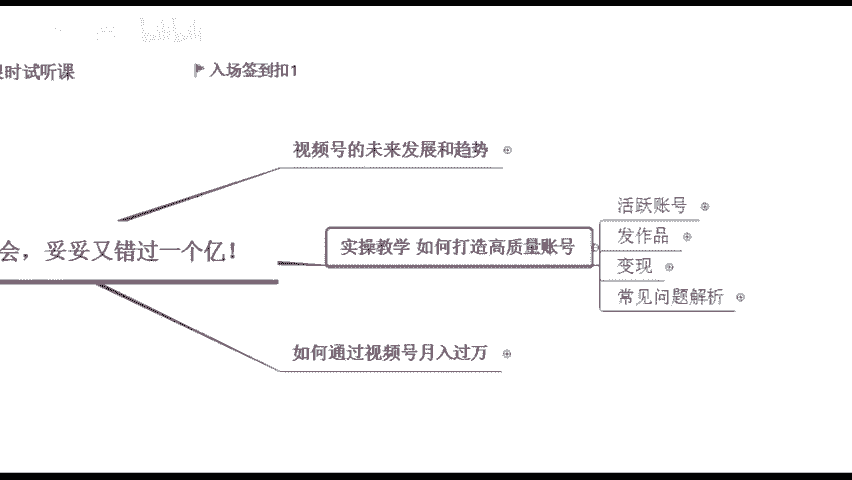 时试听课
入场签到扣1
视频号的未来发展和趋势
会，妥妥又错过一个亿！
实操教学 如何打造高质量账号
活跃账号
发作品
变现
常见问题解析
如何通过视频号月入过万